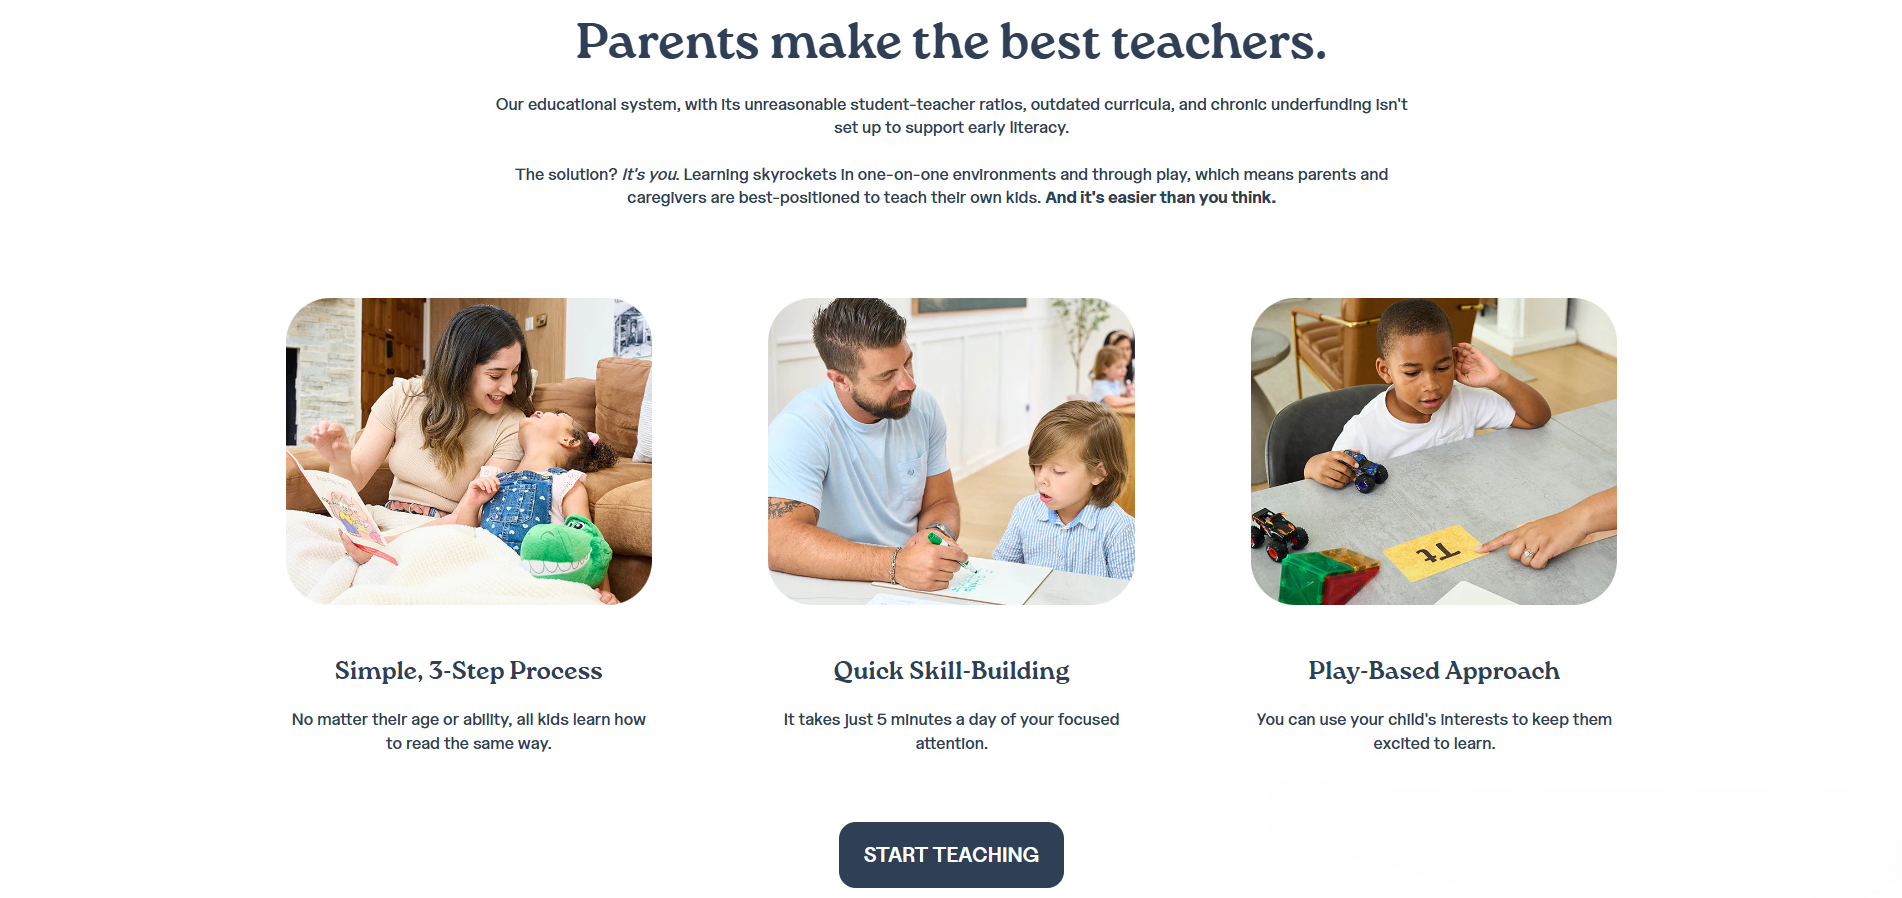 Parents make the best teachers.
Our educational system, with its unreasonable student-teacher ratios, outdated curricula, and chronic underfunding isn't
set up to support early literacy.
The solution? It's you. Learning skyrockets in one-on-one environments and through play, which means parents and
caregivers are best-positioned to teach their own kids. And it's easier than you think.
Tt
Simple, 3-Step Process
Quick Skill-Building
Play-Based Approach
No matter their age or ability, all kids learn how
to read the same way.
It takes just 5 minutes a day of your focused
attention.
You can use your child's interests to keep them
excited to learn.
START TEACHING